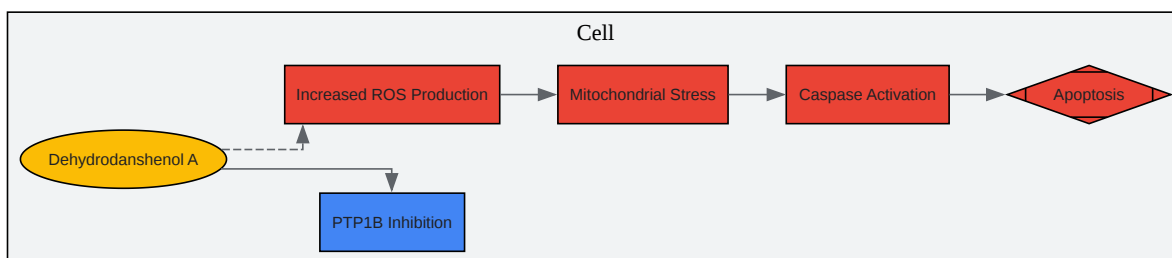 Cell
Increased ROS Production
Mitochondrial Stress
Caspase Activation
Apoptosis
Dehydrodanshenol A
PTP1B Inhibition